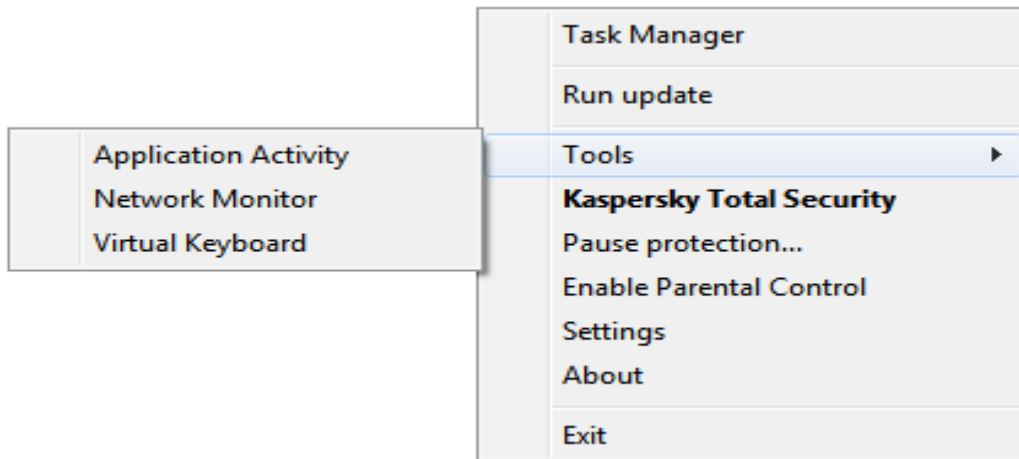 Task Manager
Run update
Tools
Kaspersky Total Security
Pause protection...
Enable Parental Control
Settings
About
Exit
Application Activity
Network Monitor
Virtual Keyboard